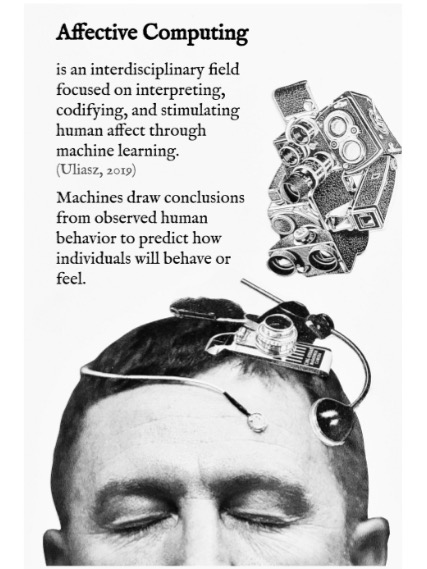 Affective Computing
is an interdisciplinary field
focused on interpreting,
codifying, and stimulating
human affect through
machine learning.
(Uliasz, 2019)
Machines draw conclusions
from observed human
behavior to predict how
individuals will behave or
feel.